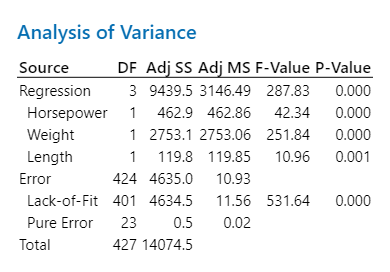 Analysis of Variance
Source DF Adj SS Adj MS F-Value P-Value
Regression 3 9439.5 3146.49 287.83 0.000
Horsepower 1 462.9 462.86 42.34 0.000
Weight 1 2753.1 2753.06 251.84 0.000
Length 1 119.8 119.85 10.96 0.001
Error 424 4635.0 10.93
Lack-of-Fit 401 4634.5 11.56 531.64 0.000
Pure Error 23 0.5 0.02
Total 427 14074.5